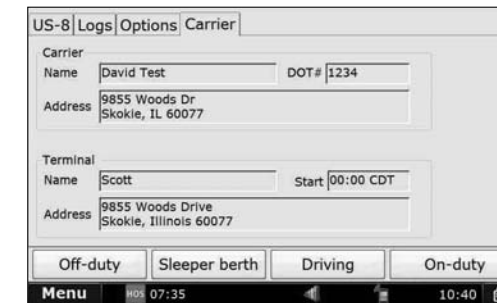 US-8 Logs Options Carrier
Carrier
Name David Test DOT# 1234
Address 9855 Woods Dr
Skokie, IL 60077
Terminal
Name Scott Start 00:00 CDT
Address 9855 Woods Drive
Skokie, Illinois 60077
Off-duty Sleeper berth Driving On-duty
Menu HOS 07:35 10:40